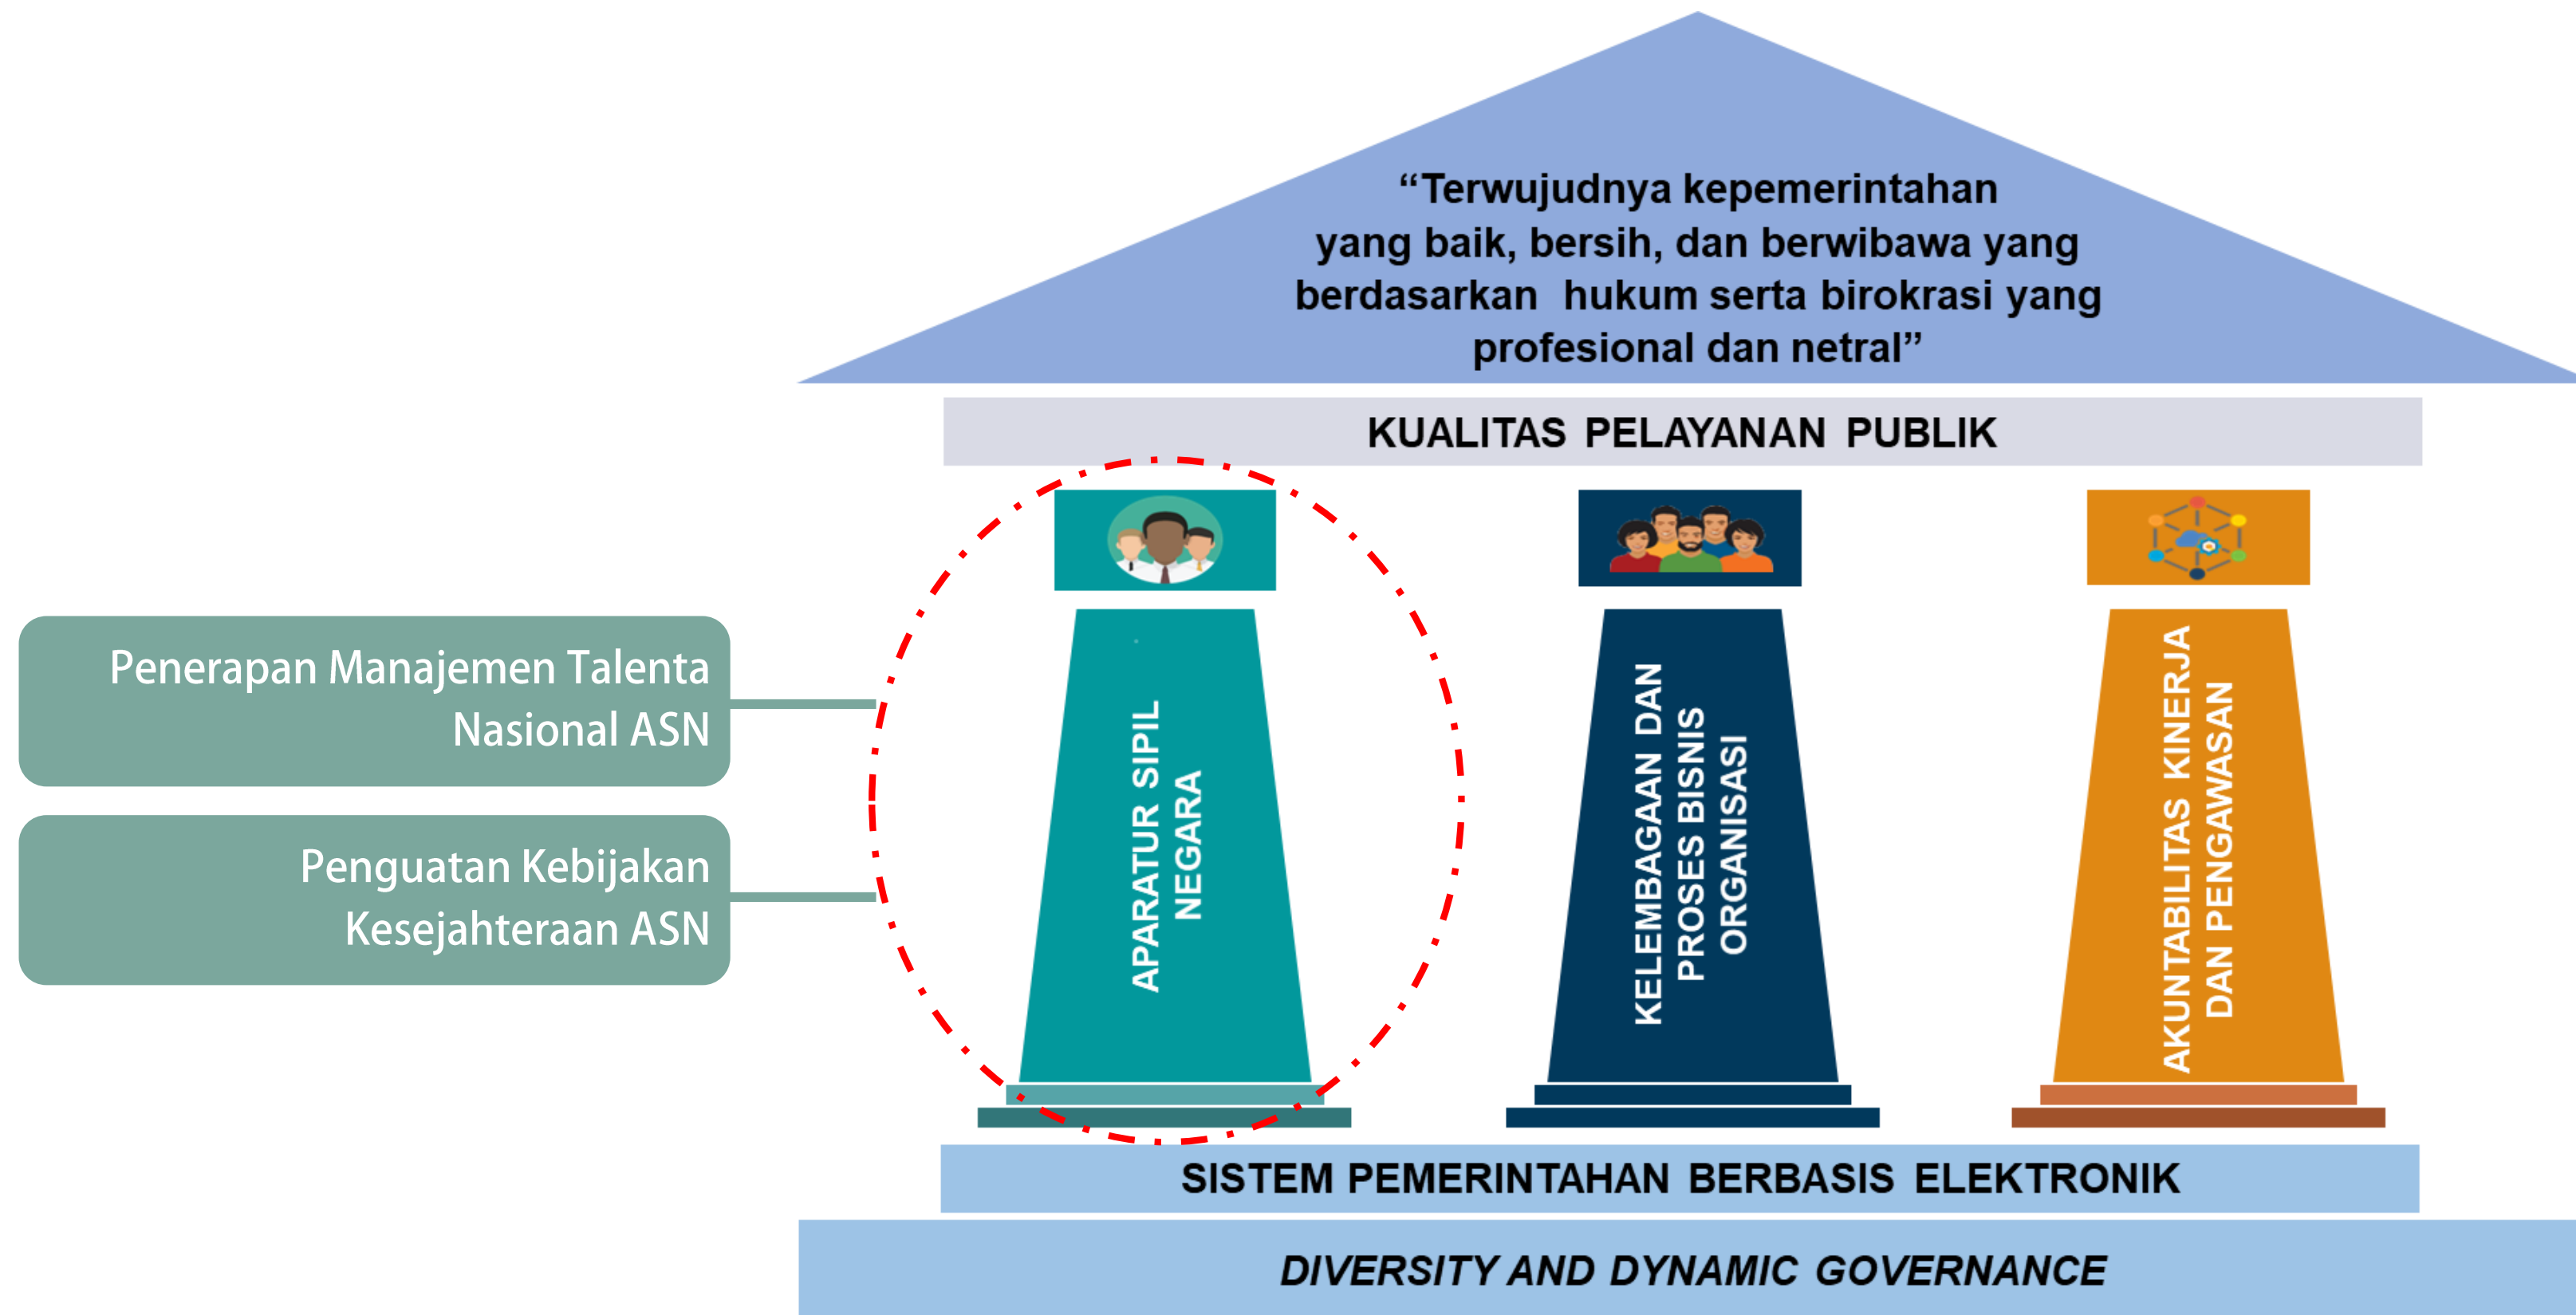 “Terwujudnya kepemerintahan
yang baik, bersih, dan berwibawa yang
berdasarkan hukum serta birokrasi yang
profesional dan netral”
KUALITAS PELAYANAN PUBLIK
Penerapan Manajemen Talenta
Nasional ASN
Penguatan Kebijakan
Kesejahteraan ASN
APARATUR SIPIL
NEGARA
KELEMBAGAAN DAN
PROSES BISNIS
ORGANISASI
AKUNTABILITAS KINERJA
DAN PENGAWASAN
SISTEM PEMERINTAHAN BERBASIS ELEKTRONIK
DIVERSITY AND DYNAMIC GOVERNANCE